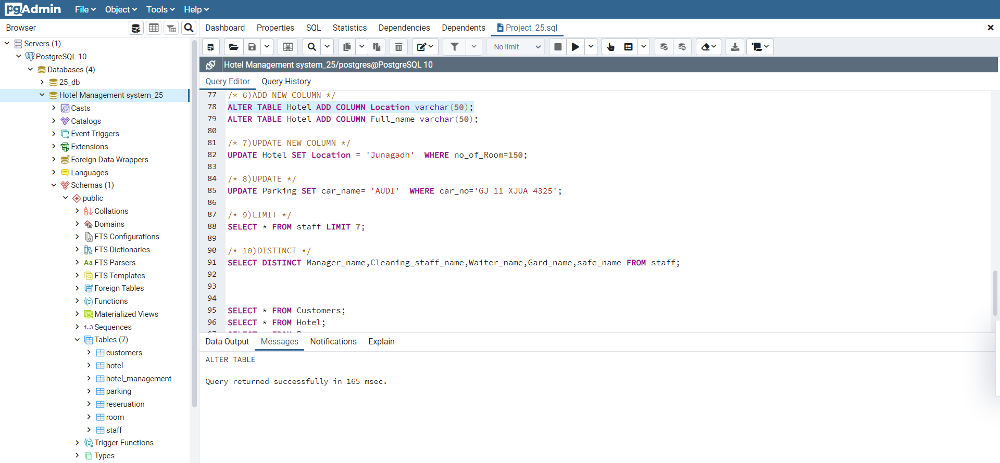 pgAdmin File Object Tools Help
Browser
Dashboard Properties SQL Statistics Dependencies Dependents Project_25.sql
No limit
Hotel Management system_25/postgres@PostgreSQL 10
Query Editor Query History
Servers (1)
PostgreSQL 10
Databases (4)
25_db
Hotel Management system_25
Casts
Catalogs
Event Triggers
Extensions
Foreign Data Wrappers
Languages
Schemas (1)
public
Collations
Domains
FTS Configurations
FTS Dictionaries
Aa FTS Parsers
FTS Templates
Foreign Tables
Functions
Materialized Views
1..3 Sequences
Tables (7)
customers
hotel
hotel_management
parking
reseruation
room
staff
Trigger Functions
Types
77 /* 6)ADD NEW COLUMN */
78 ALTER TABLE Hotel ADD COLUMN Location varchar(50);
79 ALTER TABLE Hotel ADD COLUMN Full_name varchar(50);
80
81 /* 7)UPDATE NEW COLUMN */
82 UPDATE Hotel SET Location = 'Junagadh'  WHERE no_of_Room=150;
83
84 /* 8)UPDATE */
85 UPDATE Parking SET car_name= 'AUDI'  WHERE car_no='GJ 11 XJUA 4325';
86
87 /* 9)LIMIT */
88 SELECT * FROM staff LIMIT 7;
89
90 /* 10)DISTINCT */
91 SELECT DISTINCT Manager_name,Cleaning_staff_name,Waiter_name,Gard_name,safe_name FROM staff;
92
93
94
95 SELECT * FROM Customers;
96 SELECT * FROM Hotel;
Data Output Messages Notifications Explain
ALTER TABLE
Query returned successfully in 165 msec.